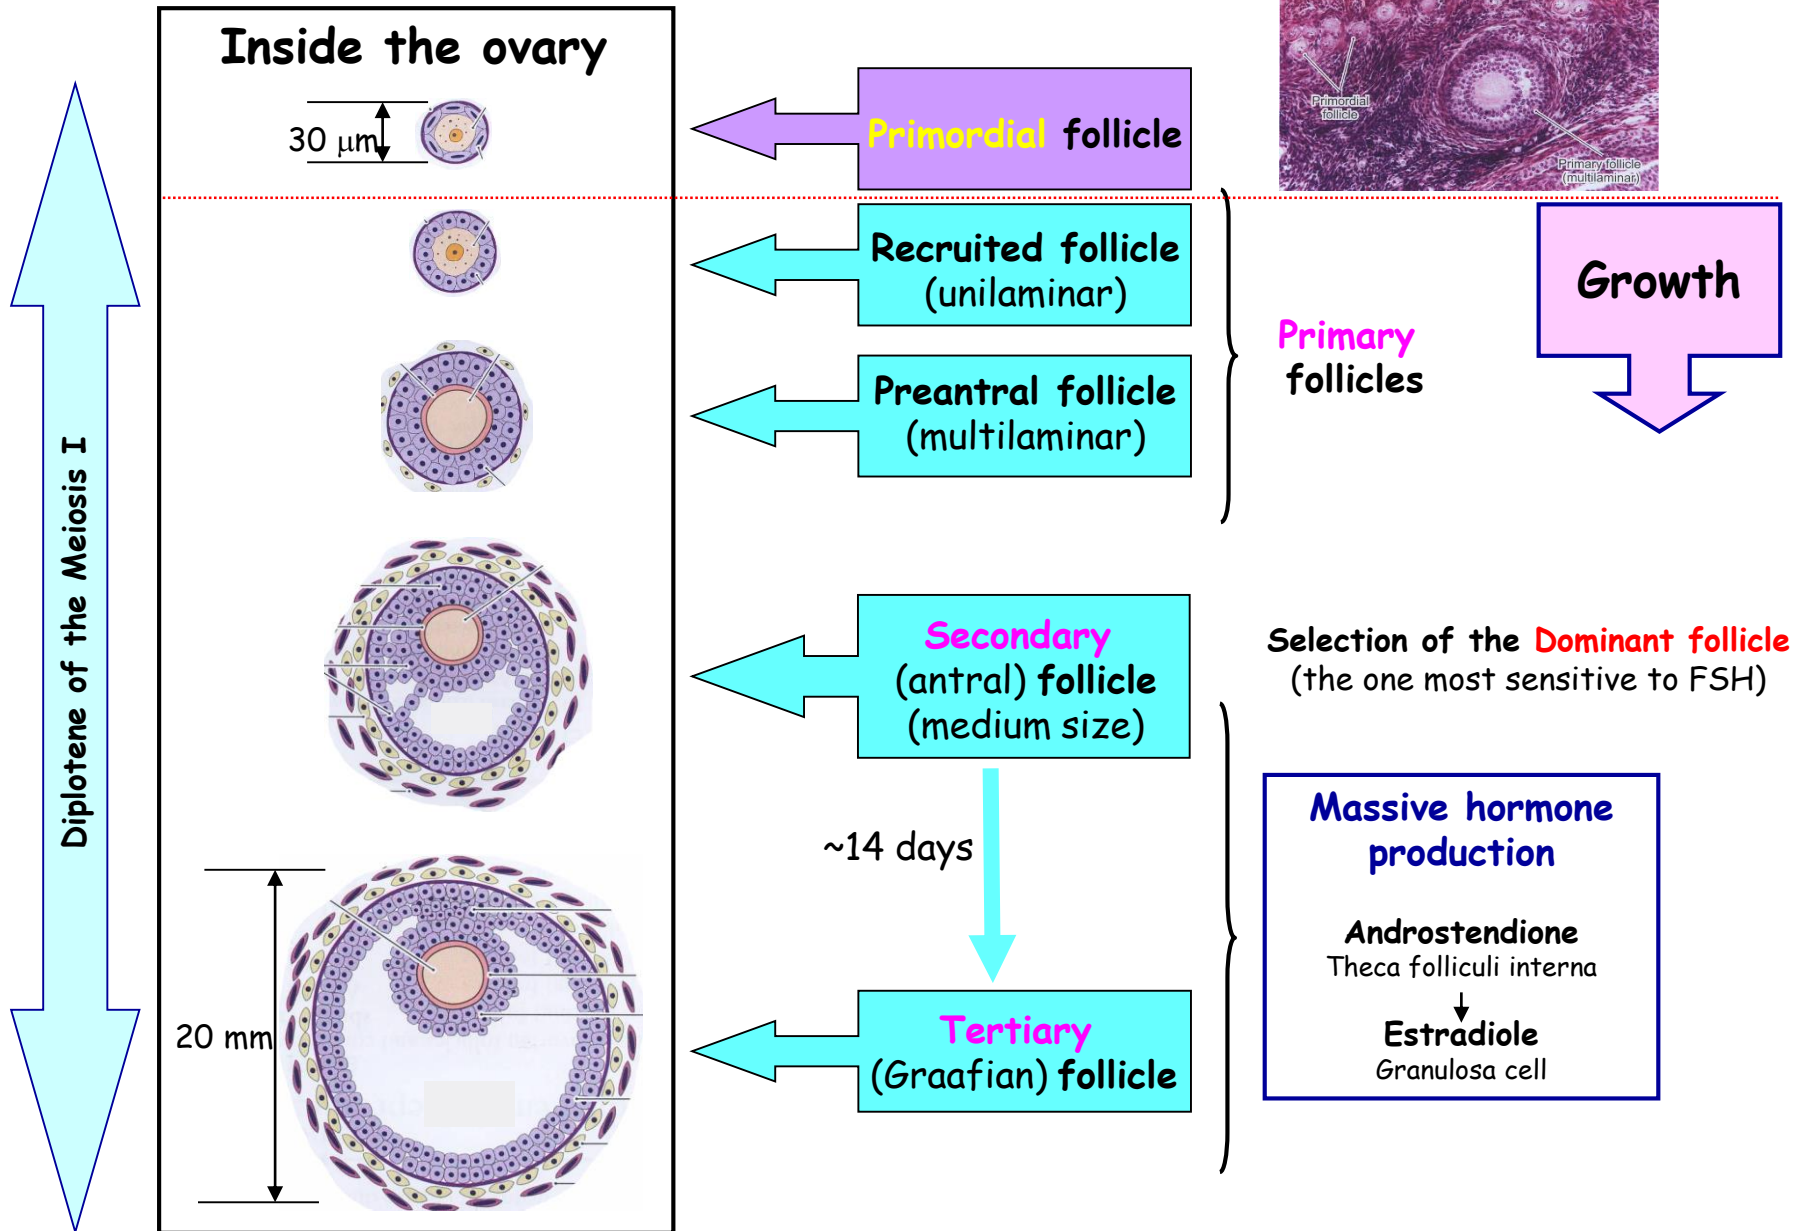 Inside the ovary
30 μm
Primordial follicle
Primordial
follicle
Primary follicle
(multilaminar)
Recruited follicle
(unilaminar)
Growth
Primary
follicles
Preantral follicle
(multilaminar)
Diplotene of the Meiosis I
Secondary
(antral) follicle
(medium size)
Selection of the Dominant follicle
(the one most sensitive to FSH)
~14 days
Massive hormone
production
Androstendione
Theca folliculi interna
Estradiole
Granulosa cell
20 mm
Tertiary
(Graafian) follicle